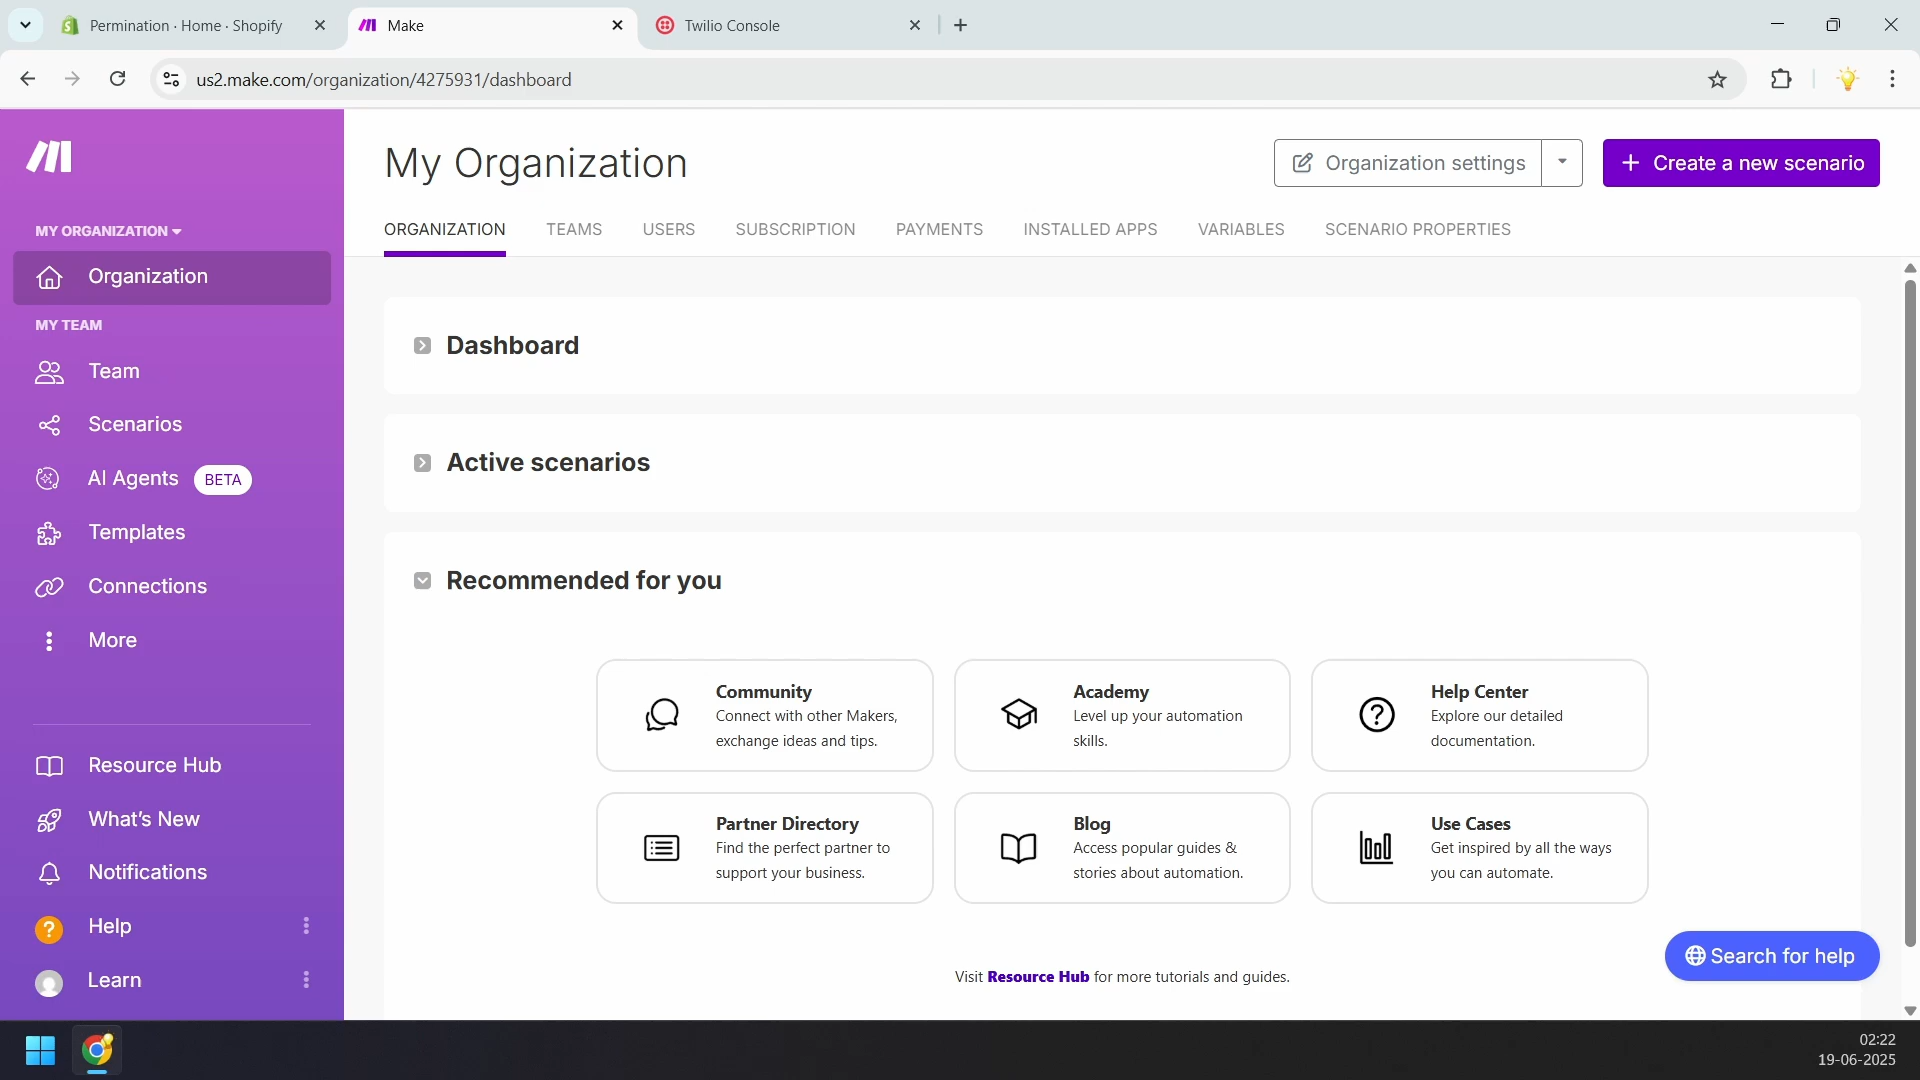 Permination · Home · Shopify
Make
Twilio Console
us2.make.com/organization/4275931/dashboard
MY ORGANIZATION
Organization
MY TEAM
Team
Scenarios
AI Agents BETA
Templates
Connections
More
Resource Hub
What's New
Notifications
Help
Learn
My Organization
Organization settings
Create a new scenario
ORGANIZATION TEAMS USERS SUBSCRIPTION PAYMENTS INSTALLED APPS VARIABLES SCENARIO PROPERTIES
Dashboard
Active scenarios
Recommended for you
Community
Connect with other Makers,
exchange ideas and tips.
Academy
Level up your automation
skills.
Help Center
Explore our detailed
documentation.
Partner Directory
Find the perfect partner to
support your business.
Blog
Access popular guides &
stories about automation.
Use Cases
Get inspired by all the ways
you can automate.
Visit Resource Hub for more tutorials and guides.
Search for help
02:22
19-06-2025